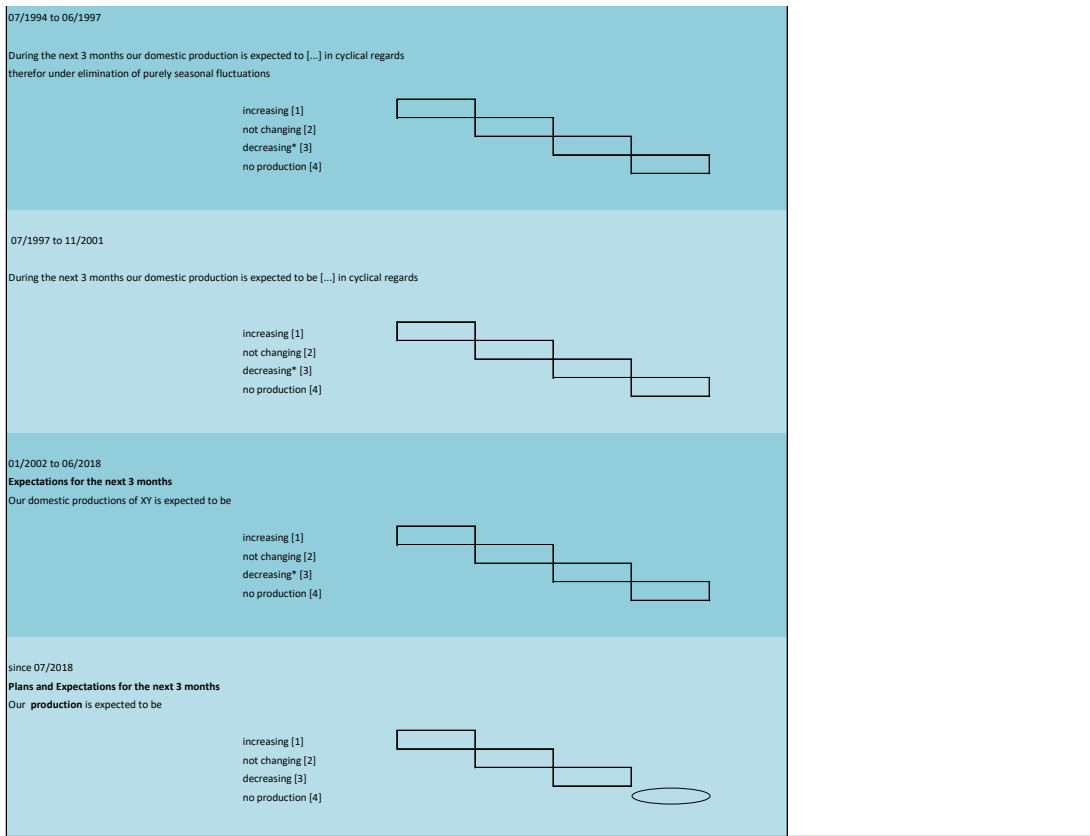 07/1994 to 06/1997
During the next 3 months our domestic production is expected to [...] in cyclical regards
therefor under elimination of purely seasonal fluctuations
increasing [1]
not changing [2]
decreasing* [3]
no production [4]
07/1997 to 11/2001
During the next 3 months our domestic production is expected to be [...] in cyclical regards
increasing [1]
not changing [2]
decreasing* [3]
no production [4]
01/2002 to 06/2018
Expectations for the next 3 months
Our domestic productions of XY is expected to be
increasing [1]
not changing [2]
decreasing* [3]
no production [4]
since 07/2018
Plans and Expectations for the next 3 months
Our production is expected to be
increasing [1]
not changing [2]
decreasing [3]
no production [4]